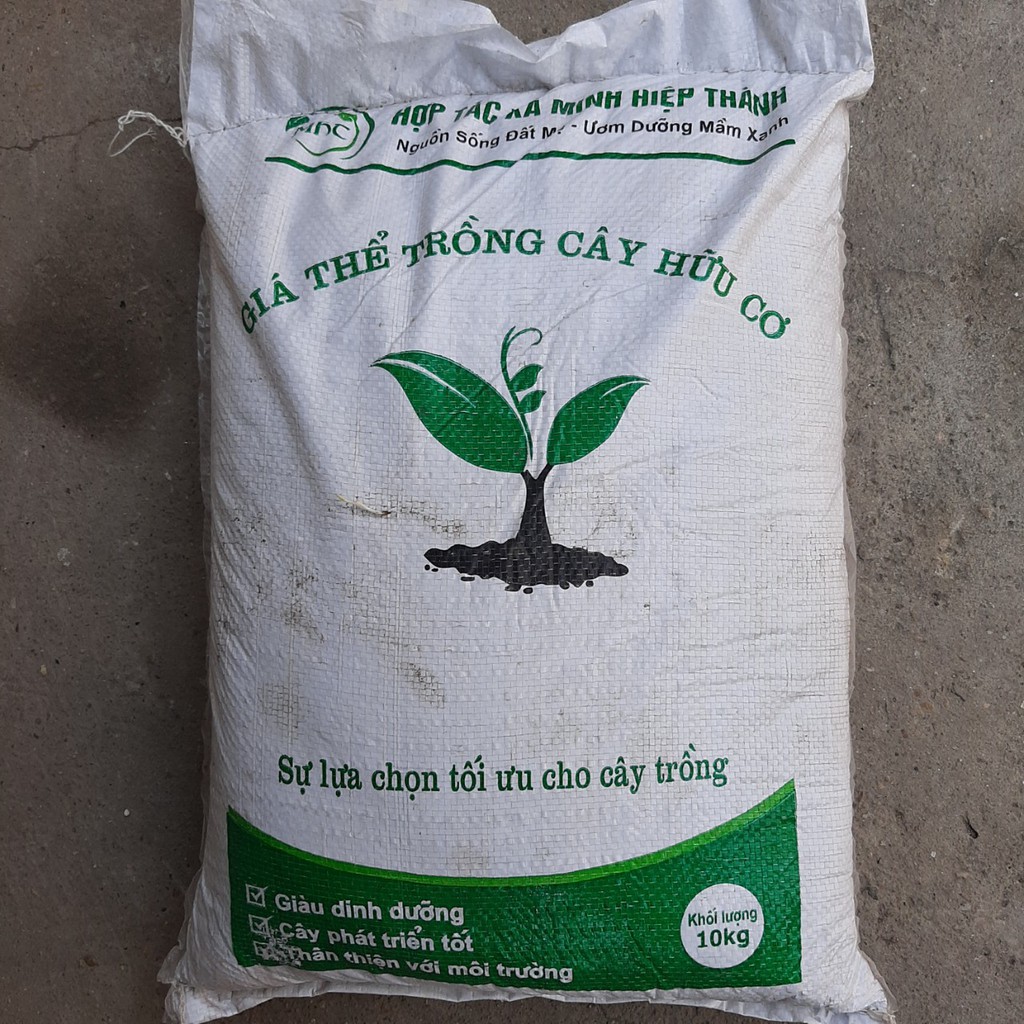 HỢP TÁC XÃ MINH HIỆP THÀNH
Nguồn Sống Đất Mẹ - Ươm Dưỡng Mầm Xanh
GIÁ THỂ TRỒNG CÂY HỮU CƠ
Sự lựa chọn tối ưu cho cây trồng
Giàu dinh dưỡng
Cây phát triển tốt
Thân thiện với môi trường
Khối lượng
10kg